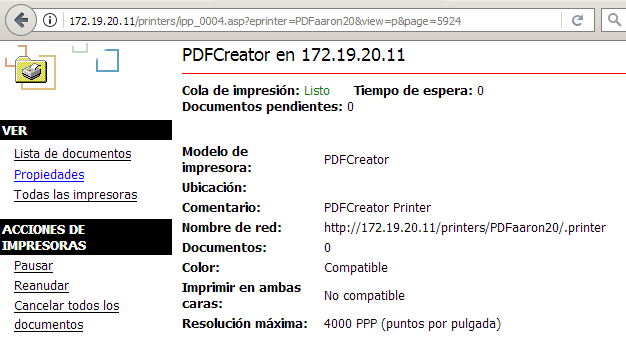 172.19.20.11/printers/ipp_0004.asp?eprinter=PDFaaron20&view=p&page=5924
PDFCreator en 172.19.20.11
Cola de impresión: Listo Tiempo de espera: 0
Documentos pendientes: 0
VER
Lista de documentos
Propiedades
Todas las impresoras
ACCIONES DE
IMPRESORAS
Pausar
Reanudar
Cancelar todos los
documentos
Modelo de
impresora: PDFCreator
Ubicación:
Comentario: PDFCreator Printer
Nombre de red: http://172.19.20.11/printers/PDFaaron20/.printer
Documentos: 0
Color: Compatible
Imprimir en ambas
caras: No compatible
Resolución máxima: 4000 PPP (puntos por pulgada)